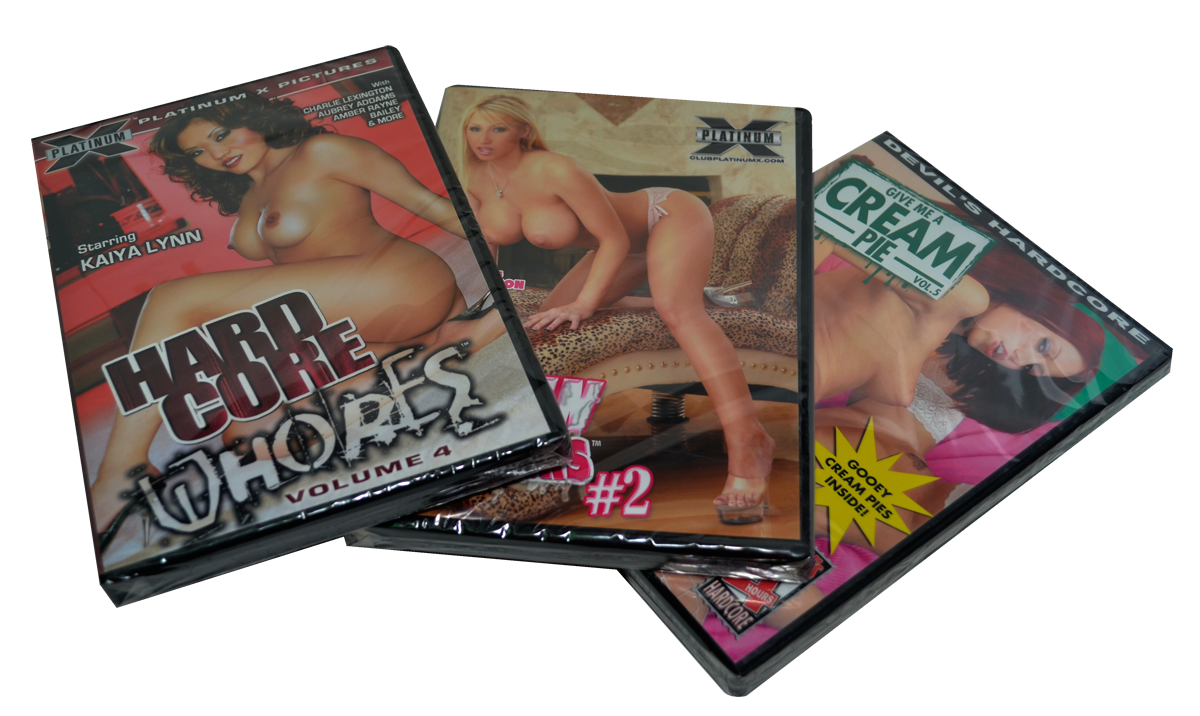 PLATINUM X PICTURES
X
PLATINUM
With
CHARLIE LEXINGTON
AUBREY ADDAMS
AMBER RAYNE
BAILEY
& MORE
Starring
KAIYA LYNN
HARD
CORE
WHORES
VOLUME 4
X
PLATINUM
CLUBPLATINUMX.COM
™
#2
DEVIL'S HARDCORE
GIVE ME A
CREAM
PIE
VOL.5
GOOEY
CREAM PIES
INSIDE!
4
HOURS
HARDCORE